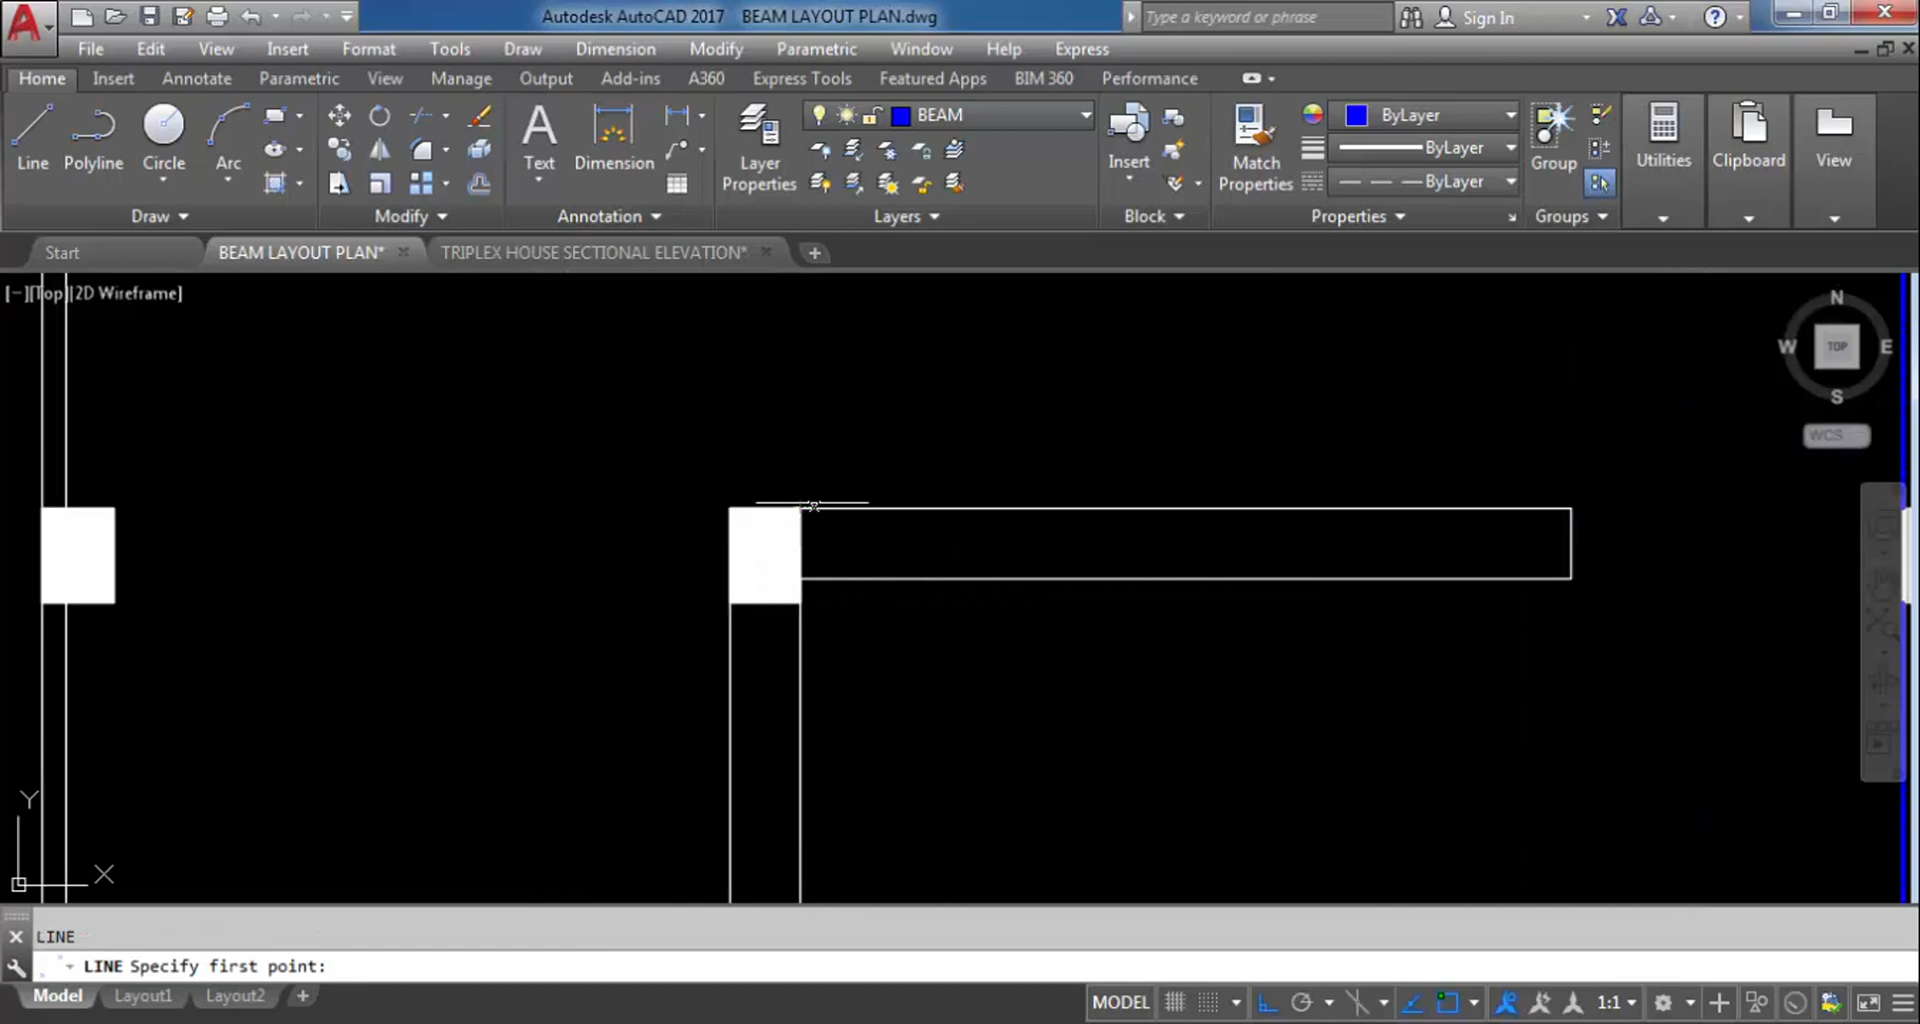 Autodesk AutoCAD 2017 BEAM LAYOUT PLAN.dwg Type a keyword or phrase Sign In
File Edit View Insert Format Tools Draw Dimension Modify Parametric Window Help Express
Home Insert Annotate Parametric View Manage Output Add-ins A360 Express Tools Featured Apps BIM 360 Performance
BEAM ByLayer
ByLayer
Line Polyline Circle Arc Text Dimension Layer Properties Insert Match Properties ByLayer Group Utilities Clipboard View
Draw Modify Annotation Layers Block Properties Groups
Start BEAM LAYOUT PLAN* TRIPLEX HOUSE SECTIONAL ELEVATION*
[−][Top][2D Wireframe]
N
W TOP E
S
WCS
Y
X
LINE
LINE Specify first point:
Model Layout1 Layout2 MODEL 1:1